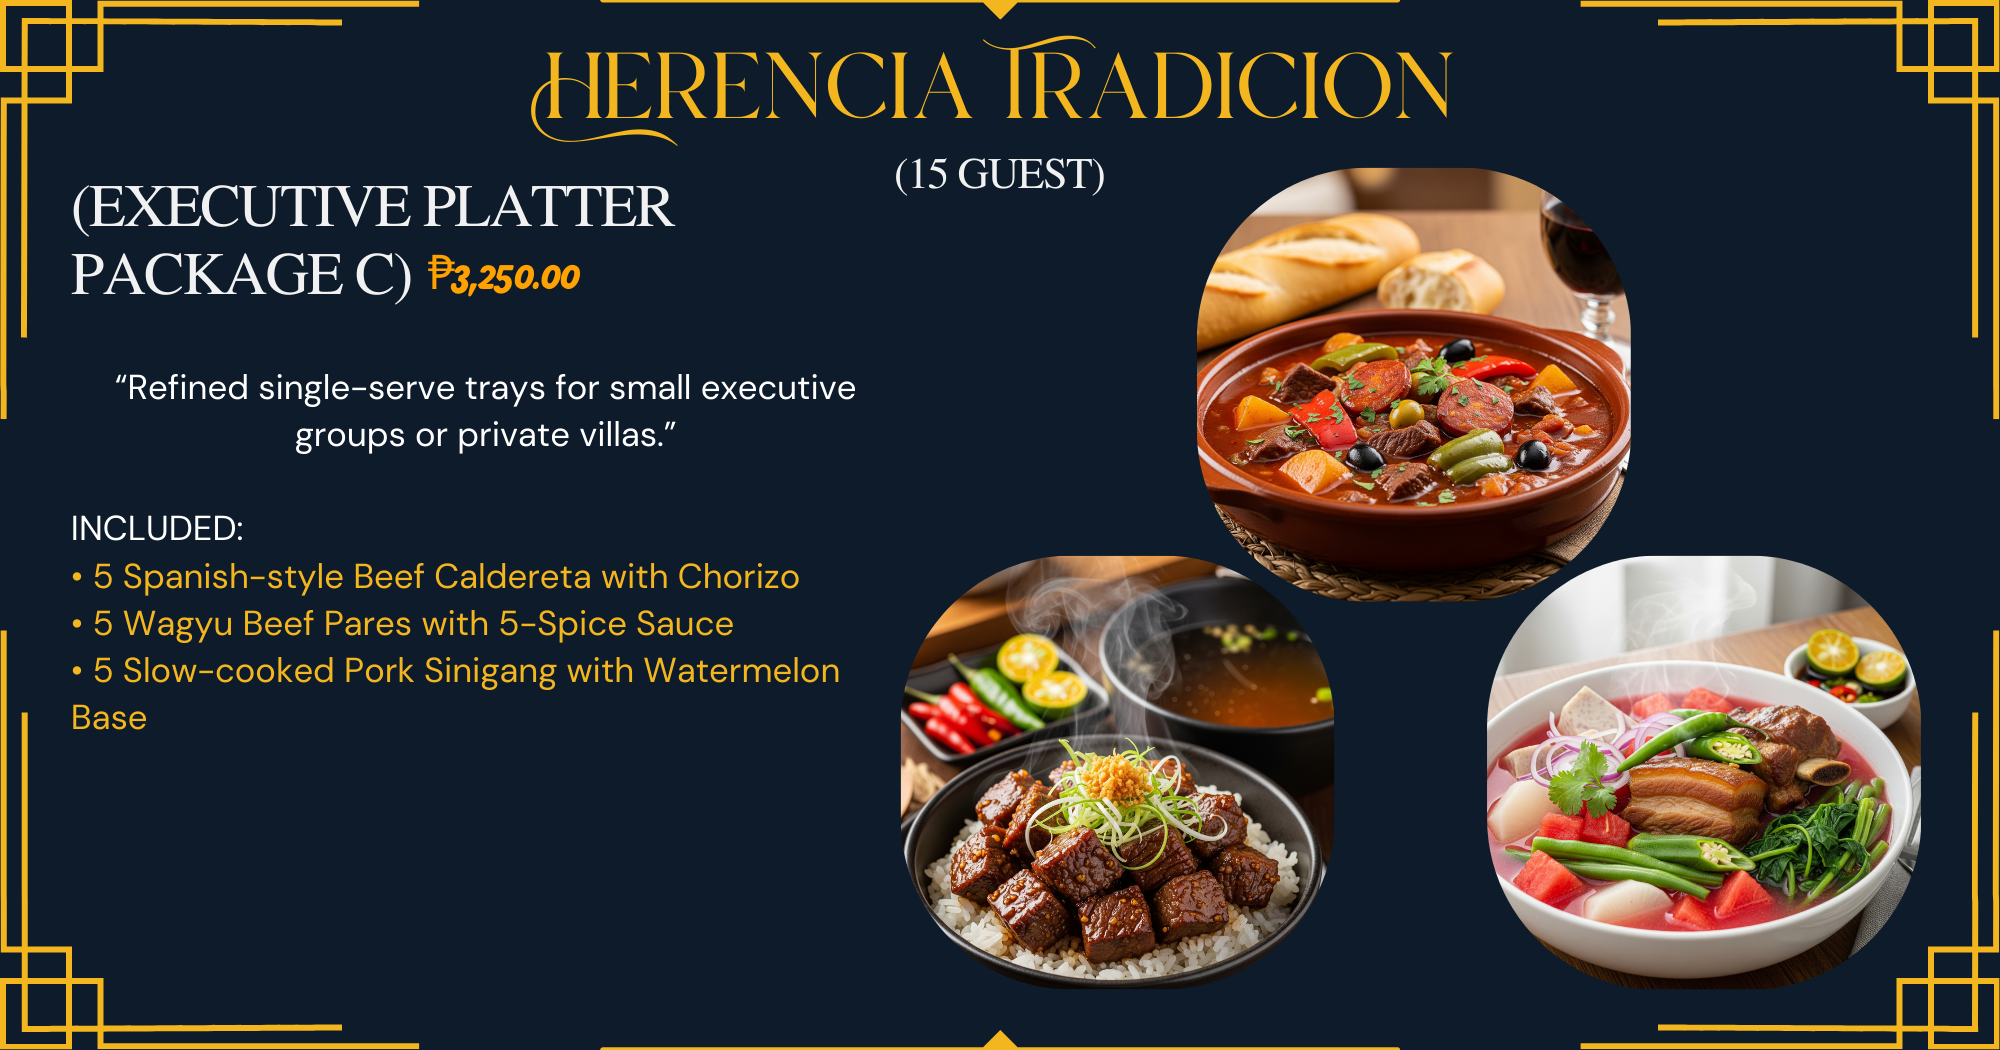 HERENCIA TRADICION
(15 GUEST)
(EXECUTIVE PLATTER
PACKAGE C) ₱3,250.00
“Refined single-serve trays for small executive
groups or private villas.”
INCLUDED:
• 5 Spanish-style Beef Caldereta with Chorizo
• 5 Wagyu Beef Pares with 5-Spice Sauce
• 5 Slow-cooked Pork Sinigang with Watermelon
Base